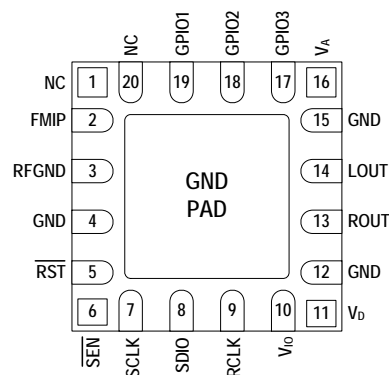 NC
GPIO1
GPIO2
GPIO3
VA
NC 1 20 19 18 17 16
FMIP 2 15 GND
RFGND 3 14 LOUT
GND
PAD
GND 4 13 ROUT
RST 5 12 GND
6 7 8 9 10 11 VD
SEN
SCLK
SDIO
RCLK
VIO